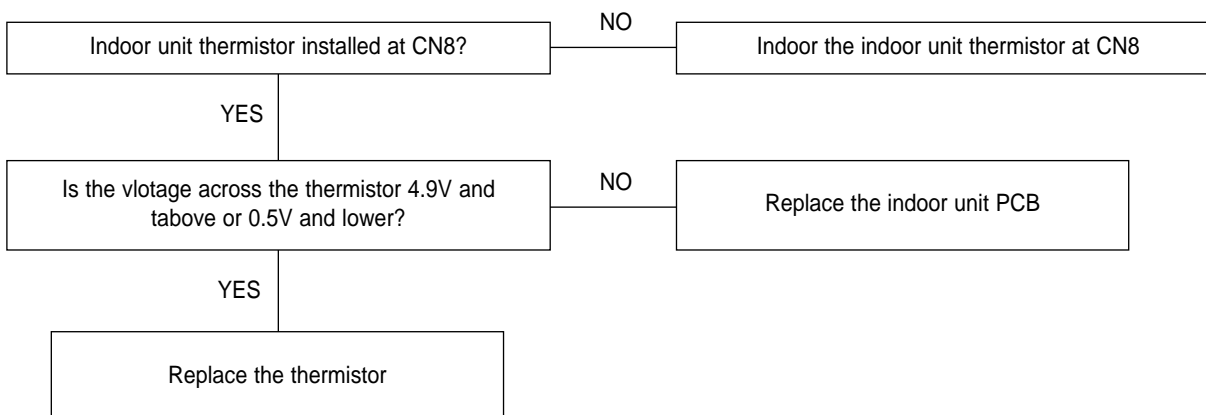 Indoor unit thermistor installed at CN8?
NO
Indoor the indoor unit thermistor at CN8
YES
Is the vlotage across the thermistor 4.9V and
tabove or 0.5V and lower?
NO
Replace the indoor unit PCB
YES
Replace the thermistor